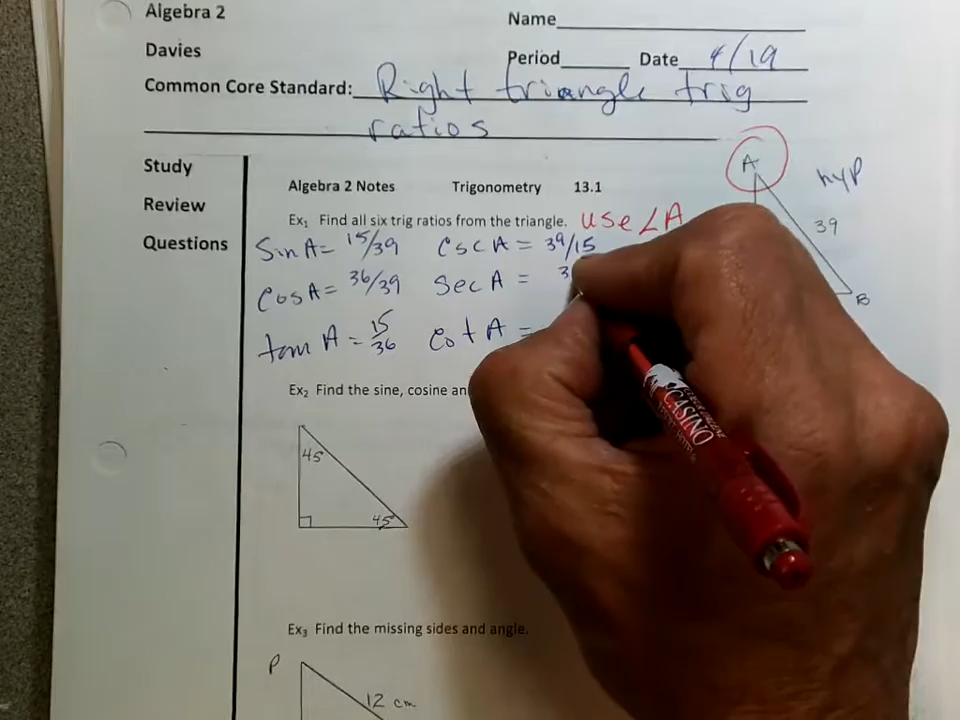 Algebra 2
Name
Davies
Period Date 4/19
Common Core Standard: Right triangle trig
ratios
Study
Review
Questions
Algebra 2 Notes Trigonometry 13.1
Ex1 Find all six trig ratios from the triangle. use ∠A
Sin A = 15/39 Csc A = 39/15
Cos A = 36/39 Sec A = 3
tan A = 15/36 Cot A =
A
hyp
39
B
Ex2 Find the sine, cosine an
45
45
Ex3 Find the missing sides and angle.
P
12 cm
CASINO